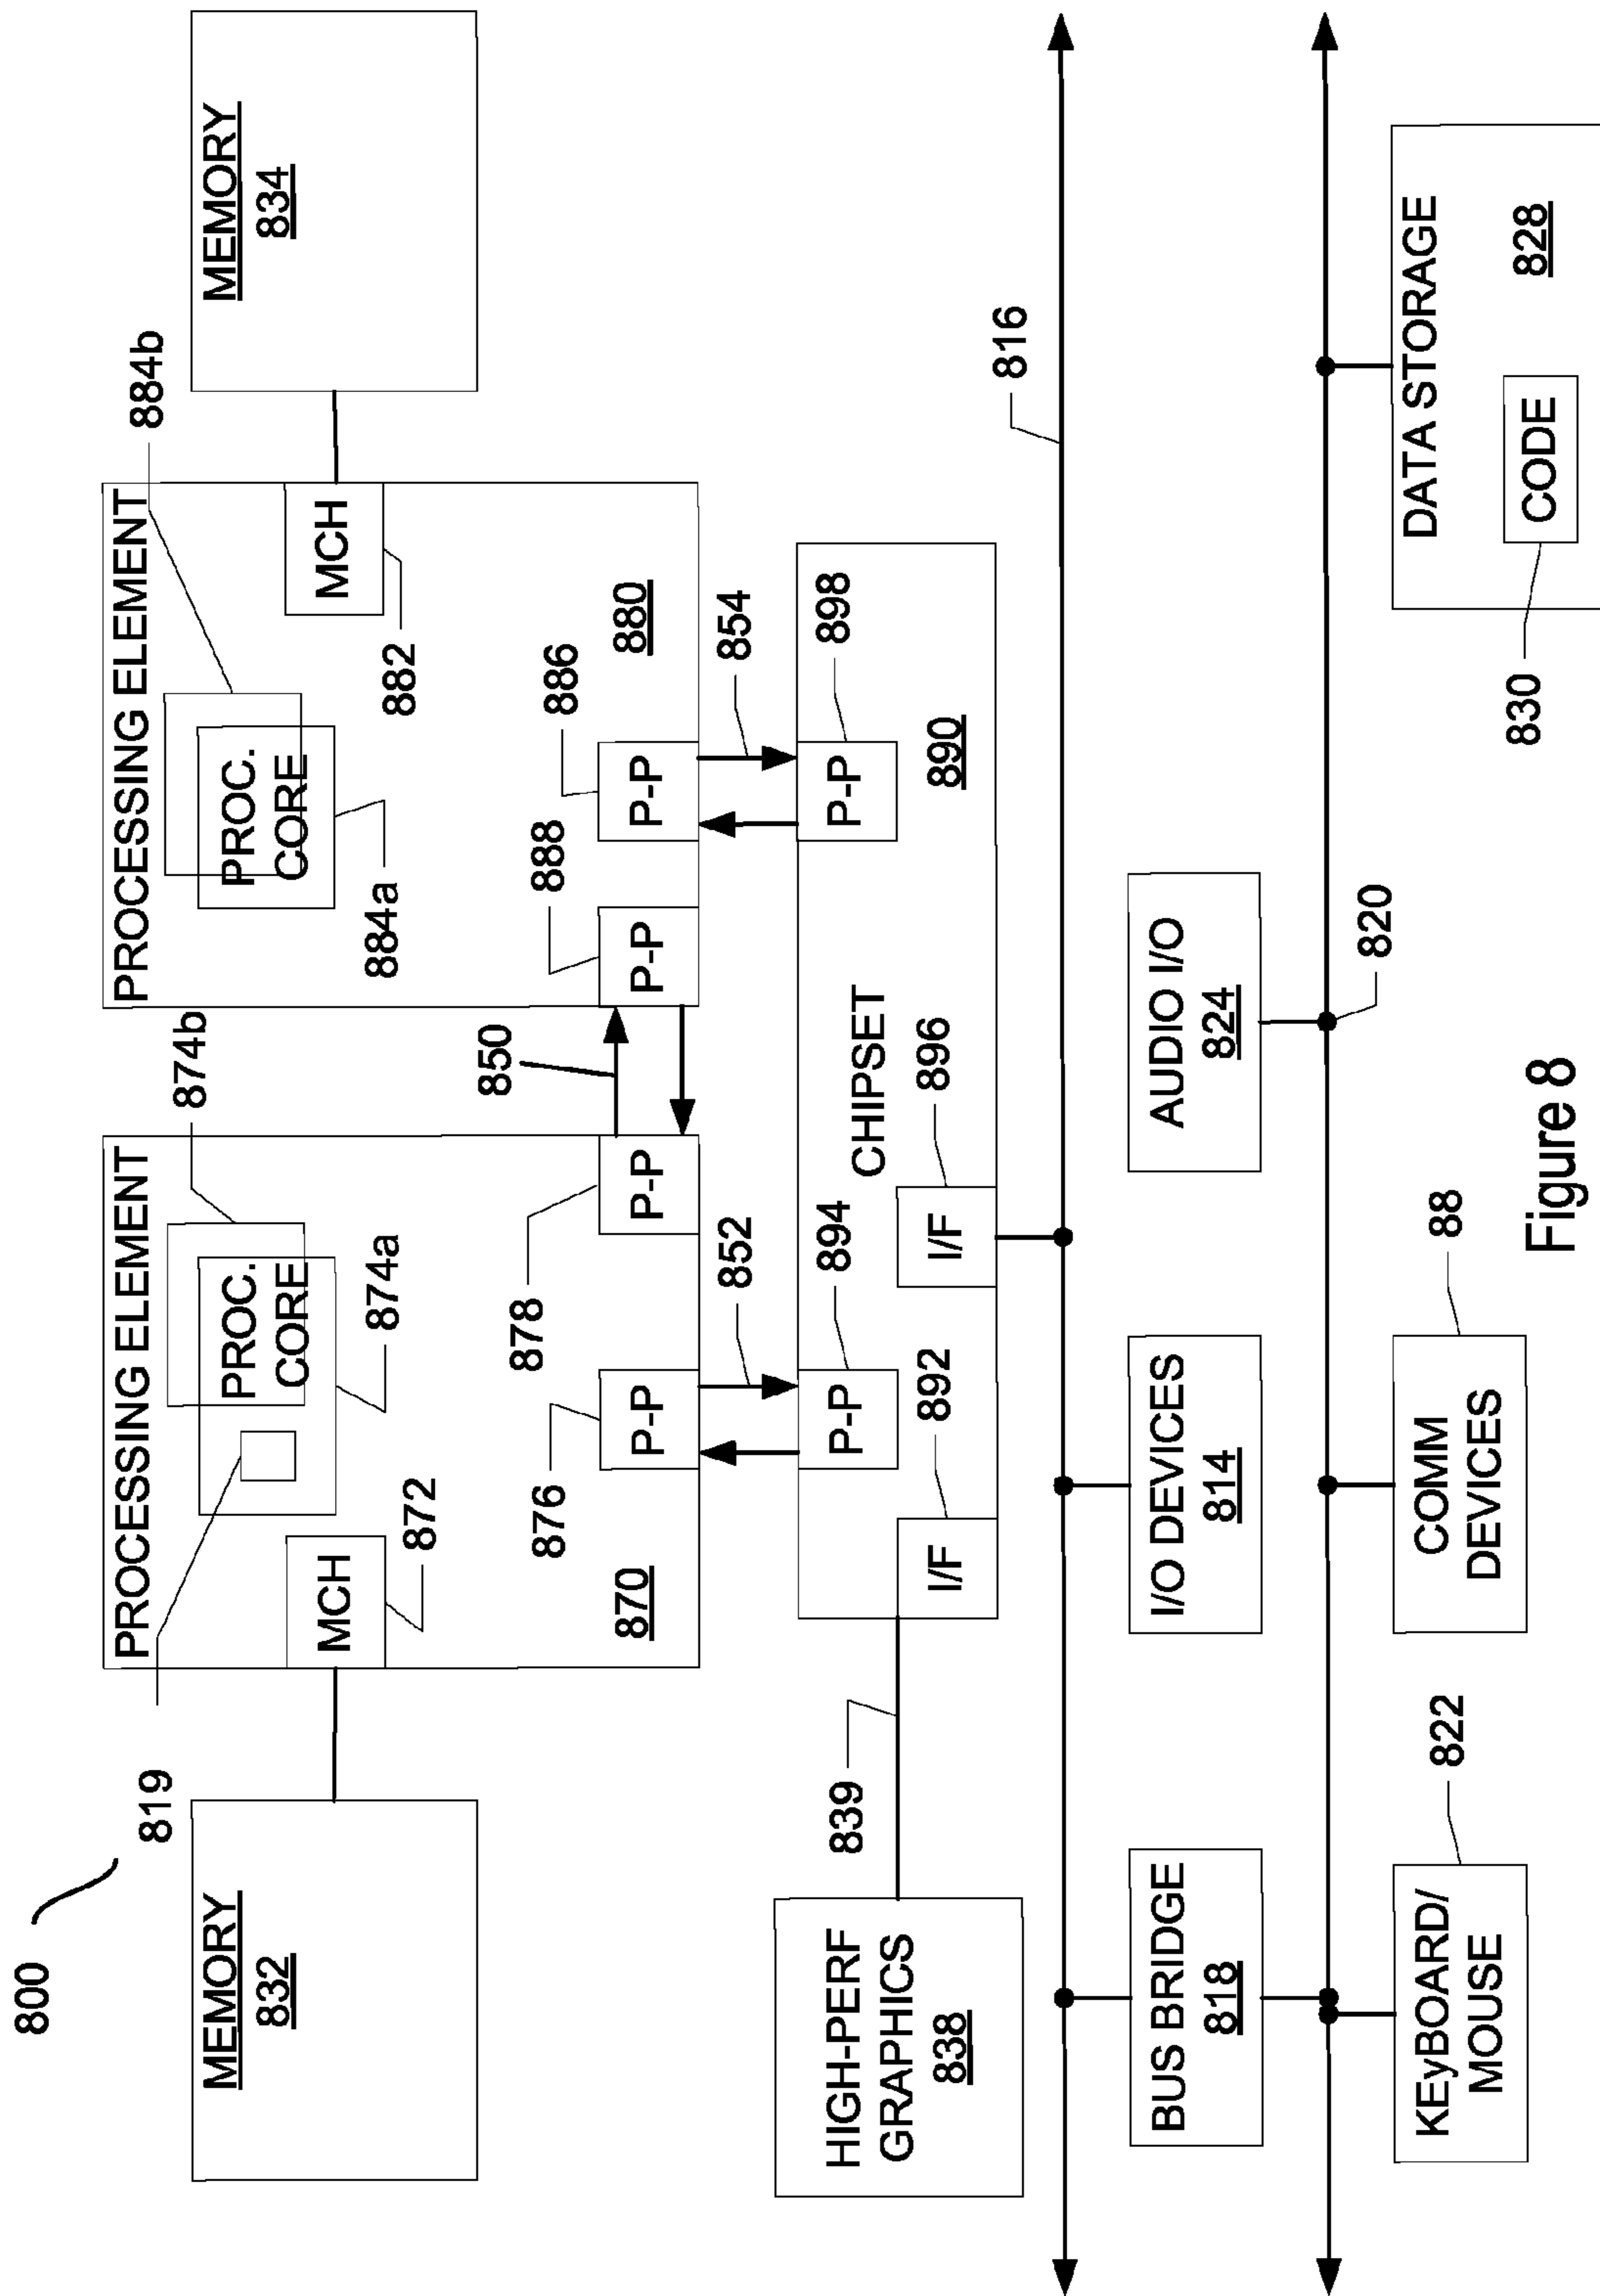 800
819
874b
884b
PROCESSING ELEMENT
PROCESSING ELEMENT
MEMORY
832
PROC.
CORE
PROC.
CORE
MEMORY
834
MCH
872
874a
884a
MCH
882
850
876
878
888
886
870
P-P
P-P
P-P
P-P
880
852
854
839
P-P
894
P-P
898
HIGH-PERF
GRAPHICS
838
CHIPSET
I/F
892
I/F
896
890
816
BUS BRIDGE
818
I/O DEVICES
814
AUDIO I/O
824
820
KEyBOARD/
MOUSE
822
COMM
DEVICES
88
DATA STORAGE
828
830
CODE
Figure 8